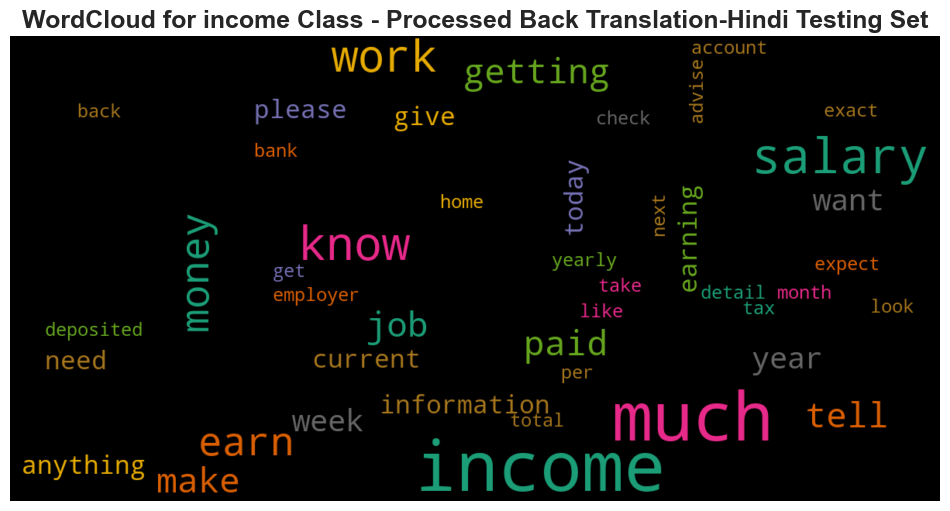 WordCloud for income Class - Processed Back Translation-Hindi Testing Set
work
account
getting
advise
back
please
give
check
exact
bank
salary
today
home
next
want
earning
money
know
yearly
expect
get
take
detail
month
employer
like
tax
look
deposited
job
paid
need
current
year
per
information
much
tell
week
total
earn
income
anything
make